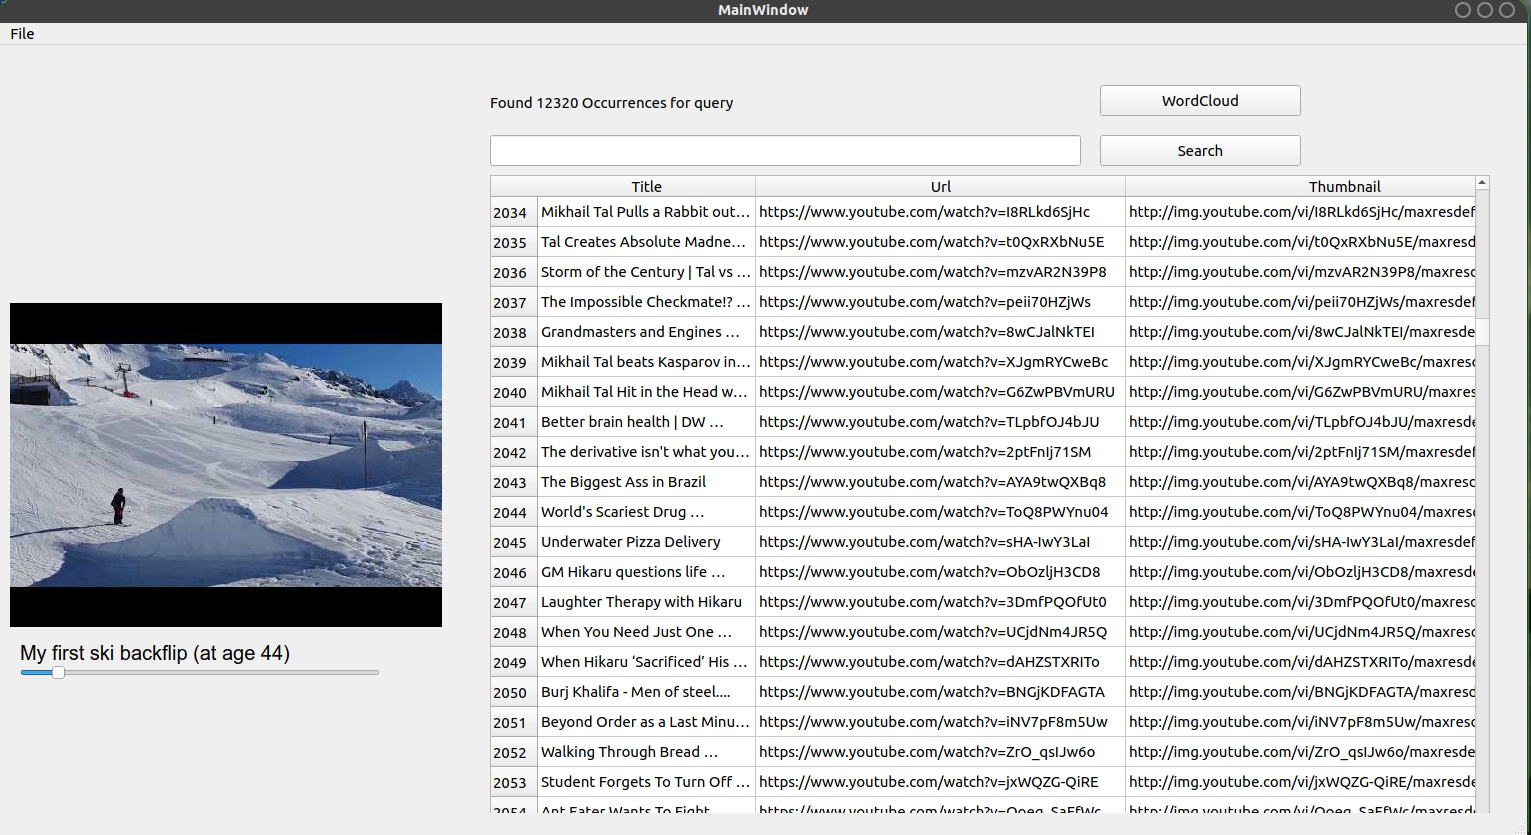 MainWindow
File
Found 12320 Occurrences for query
WordCloud
Search
Title Url Thumbnail
2034 Mikhail Tal Pulls a Rabbit out... https://www.youtube.com/watch?v=I8RLkd6SjHc http://img.youtube.com/vi/I8RLkd6SjHc/maxresdef
2035 Tal Creates Absolute Madne... https://www.youtube.com/watch?v=t0QxRXbNu5E http://img.youtube.com/vi/t0QxRXbNu5E/maxresd
2036 Storm of the Century | Tal vs ... https://www.youtube.com/watch?v=mzvAR2N39P8 http://img.youtube.com/vi/mzvAR2N39P8/maxresc
2037 The Impossible Checkmate!? ... https://www.youtube.com/watch?v=peii70HZjWs http://img.youtube.com/vi/peii70HZjWs/maxresdef
2038 Grandmasters and Engines ... https://www.youtube.com/watch?v=8wCJalNkTEI http://img.youtube.com/vi/8wCJalNkTEI/maxresde
2039 Mikhail Tal beats Kasparov in... https://www.youtube.com/watch?v=XJgmRYCweBc http://img.youtube.com/vi/XJgmRYCweBc/maxresc
2040 Mikhail Tal Hit in the Head w... https://www.youtube.com/watch?v=G6ZwPBVmURU http://img.youtube.com/vi/G6ZwPBVmURU/maxres
2041 Better brain health | DW ... https://www.youtube.com/watch?v=TLpbfOJ4bJU http://img.youtube.com/vi/TLpbfOJ4bJU/maxresde
2042 The derivative isn't what you... https://www.youtube.com/watch?v=2ptFnIj71SM http://img.youtube.com/vi/2ptFnIj71SM/maxresdef
2043 The Biggest Ass in Brazil https://www.youtube.com/watch?v=AYA9twQXBq8 http://img.youtube.com/vi/AYA9twQXBq8/maxresd
2044 World's Scariest Drug ... https://www.youtube.com/watch?v=ToQ8PWYnu04 http://img.youtube.com/vi/ToQ8PWYnu04/maxres
2045 Underwater Pizza Delivery https://www.youtube.com/watch?v=sHA-IwY3LaI http://img.youtube.com/vi/sHA-IwY3LaI/maxresdef
2046 GM Hikaru questions life ... https://www.youtube.com/watch?v=ObOzljH3CD8 http://img.youtube.com/vi/ObOzljH3CD8/maxresde
2047 Laughter Therapy with Hikaru https://www.youtube.com/watch?v=3DmfPQOfUt0 http://img.youtube.com/vi/3DmfPQOfUt0/maxresc
2048 When You Need Just One ... https://www.youtube.com/watch?v=UCjdNm4JR5Q http://img.youtube.com/vi/UCjdNm4JR5Q/maxres
2049 When Hikaru ‘Sacrificed’ His ... https://www.youtube.com/watch?v=dAHZSTXRITo http://img.youtube.com/vi/dAHZSTXRITo/maxresde
2050 Burj Khalifa - Men of steel.... https://www.youtube.com/watch?v=BNGjKDFAGTA http://img.youtube.com/vi/BNGjKDFAGTA/maxresd
2051 Beyond Order as a Last Minu... https://www.youtube.com/watch?v=iNV7pF8m5Uw http://img.youtube.com/vi/iNV7pF8m5Uw/maxresc
2052 Walking Through Bread ... https://www.youtube.com/watch?v=ZrO_qsIJw6o http://img.youtube.com/vi/ZrO_qsIJw6o/maxresde
2053 Student Forgets To Turn Off ... https://www.youtube.com/watch?v=jxWQZG-QiRE http://img.youtube.com/vi/jxWQZG-QiRE/maxresde
2054 Ant Eater Wants To Fight
My first ski backflip (at age 44)